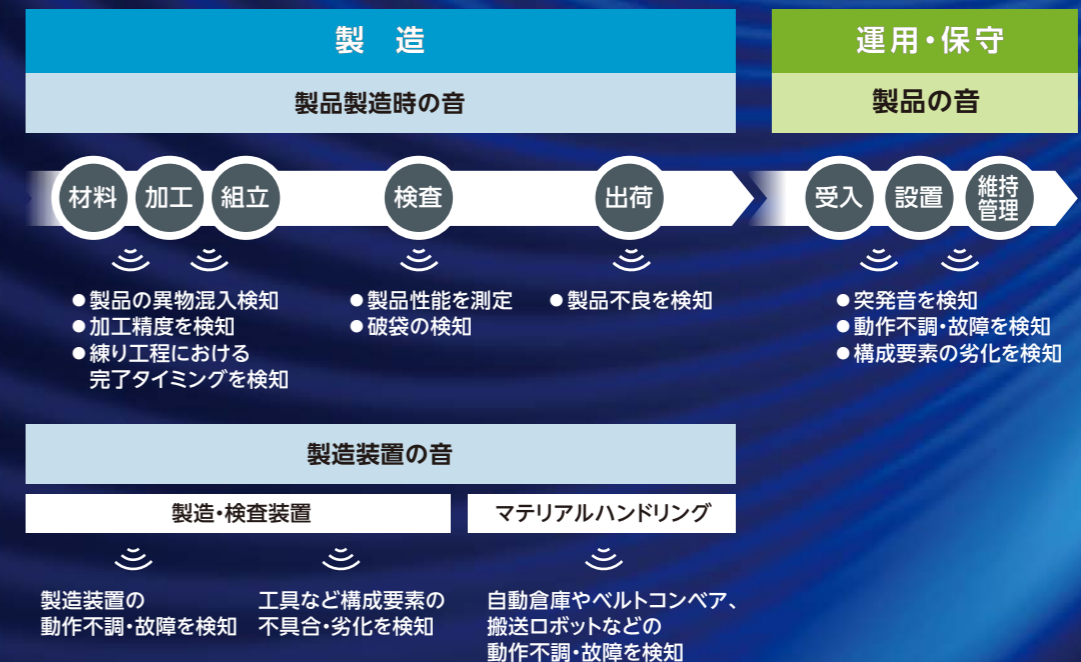 製 造
製品製造時の音
材料
加工
組立
検査
出荷
●製品の異物混入検知
●加工精度を検知
●練り工程における
完了タイミングを検知
●製品性能を測定
●破袋の検知
●製品不良を検知
運用・保守
製品の音
受入
設置
維持
管理
●突発音を検知
●動作不調・故障を検知
●構成要素の劣化を検知
製造装置の音
製造・検査装置
製造装置の
動作不調・故障を検知
工具など構成要素の
不具合・劣化を検知
マテリアルハンドリング
自動倉庫やベルトコンベア、
搬送ロボットなどの
動作不調・故障を検知